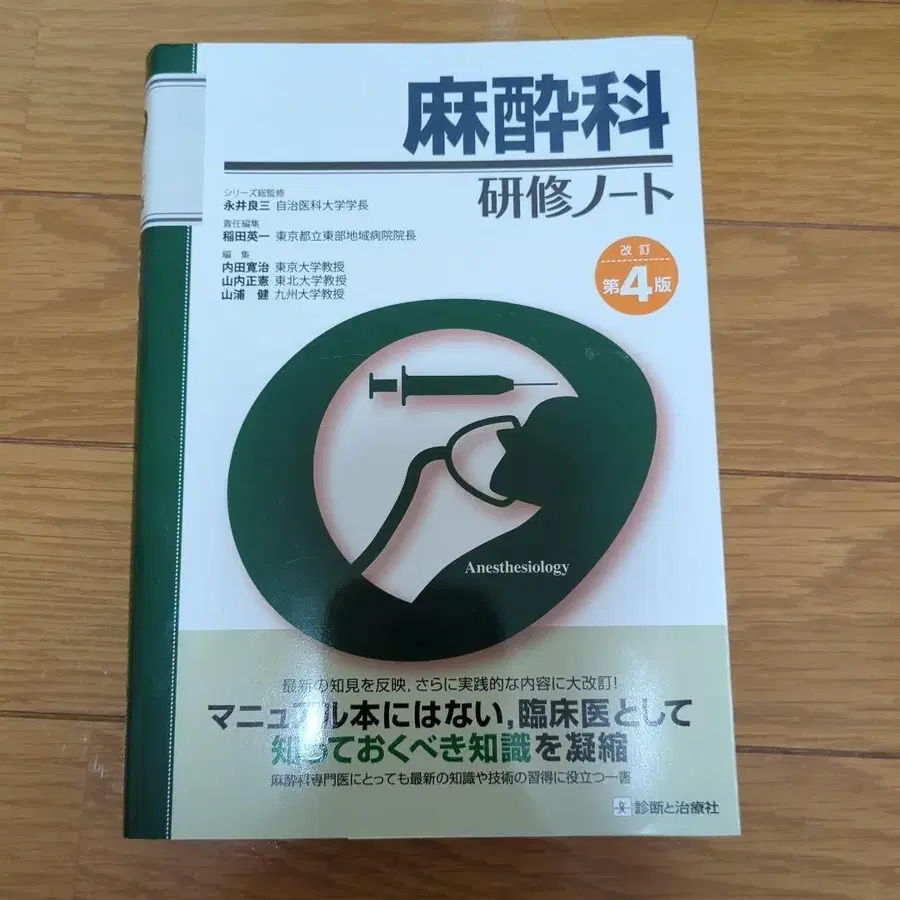 麻酔科
研修ノート
改訂
第4版
シリーズ総監修
永井良三 自治医科大学学長
責任編集
稲田英一 東京都立東部地域病院院長
編集
内田寛治 東京大学教授
山内正憲 東北大学教授
山浦 健 九州大学教授
Anesthesiology
最新の知見を反映，さらに実践的な内容に大改訂！
マニュアル本にはない，臨床医として
知っておくべき知識を凝縮
麻酔科専門医にとっても最新の知識や技術の習得に役立つ一書
診断と治療社